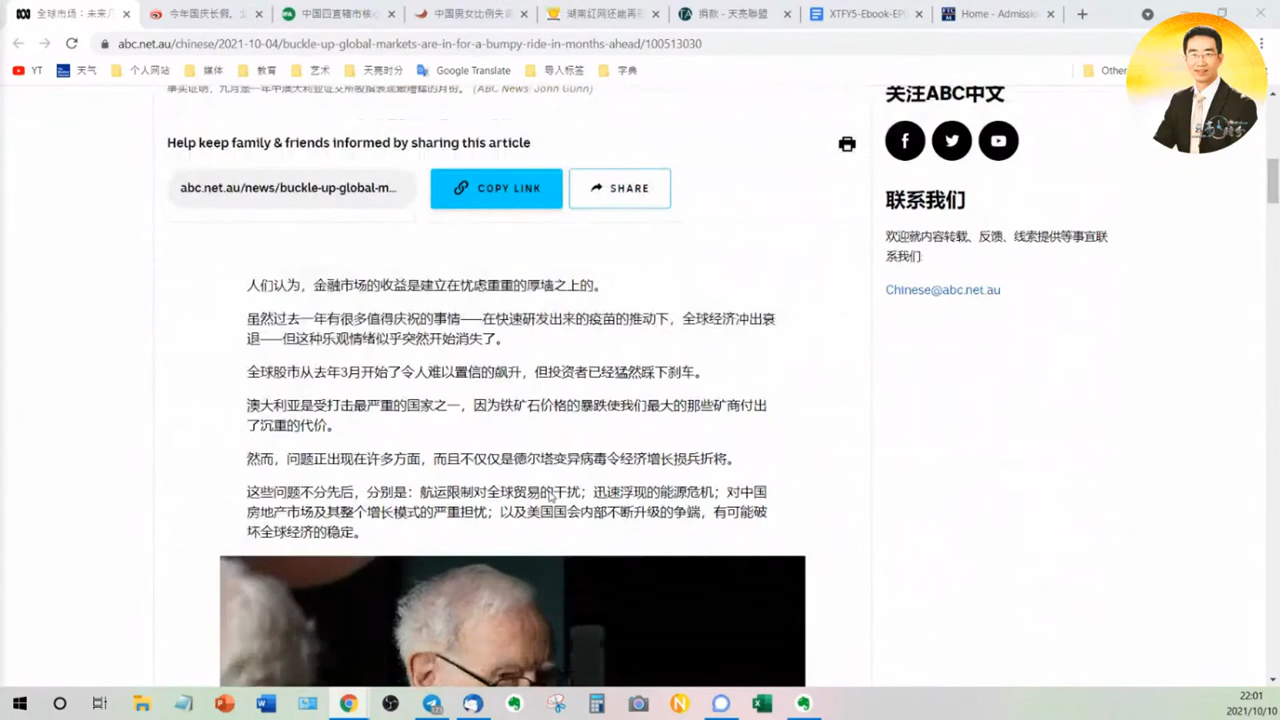 全球市场：未来几
今年国庆长假，
中国四直辖市核心
中国男女比例失
湖南红网还能再
捐款 - 天亮聯盟
XTFYS-Ebook-EP
Home - Admissi
abc.net.au/chinese/2021-10-04/buckle-up-global-markets-are-in-for-a-bumpy-ride-in-months-ahead/100513030
YT
天气
个人网站
媒体
教育
艺术
天亮时分
Google Translate
导入标签
字典
Other
事实证明，九月是一年中澳大利亚证交所股指表现最糟糕的月份。 (ABC News: John Gunn)
Help keep family & friends informed by sharing this article
abc.net.au/news/buckle-up-global-m...
COPY LINK
SHARE
人们认为，金融市场的收益是建立在忧虑重重的厚墙之上的。
虽然过去一年有很多值得庆祝的事情——在快速研发出来的疫苗的推动下，全球经济冲出衰
退——但这种乐观情绪似乎突然开始消失了。
全球股市从去年3月开始了令人难以置信的飙升，但投资者已经猛然踩下刹车。
澳大利亚是受打击最严重的国家之一，因为铁矿石价格的暴跌使我们最大的那些矿商付出
了沉重的代价。
然而，问题正出现在许多方面，而且不仅仅是德尔塔变异病毒令经济增长损兵折将。
这些问题不分先后，分别是：航运限制对全球贸易的干扰；迅速浮现的能源危机；对中国
房地产市场及其整个增长模式的严重担忧；以及美国国会内部不断升级的争端，有可能破
坏全球经济的稳定。
关注ABC中文
联系我们
欢迎就内容转载、反馈、线索提供等事宜联
系我们:
Chinese@abc.net.au
22:01
2021/10/10